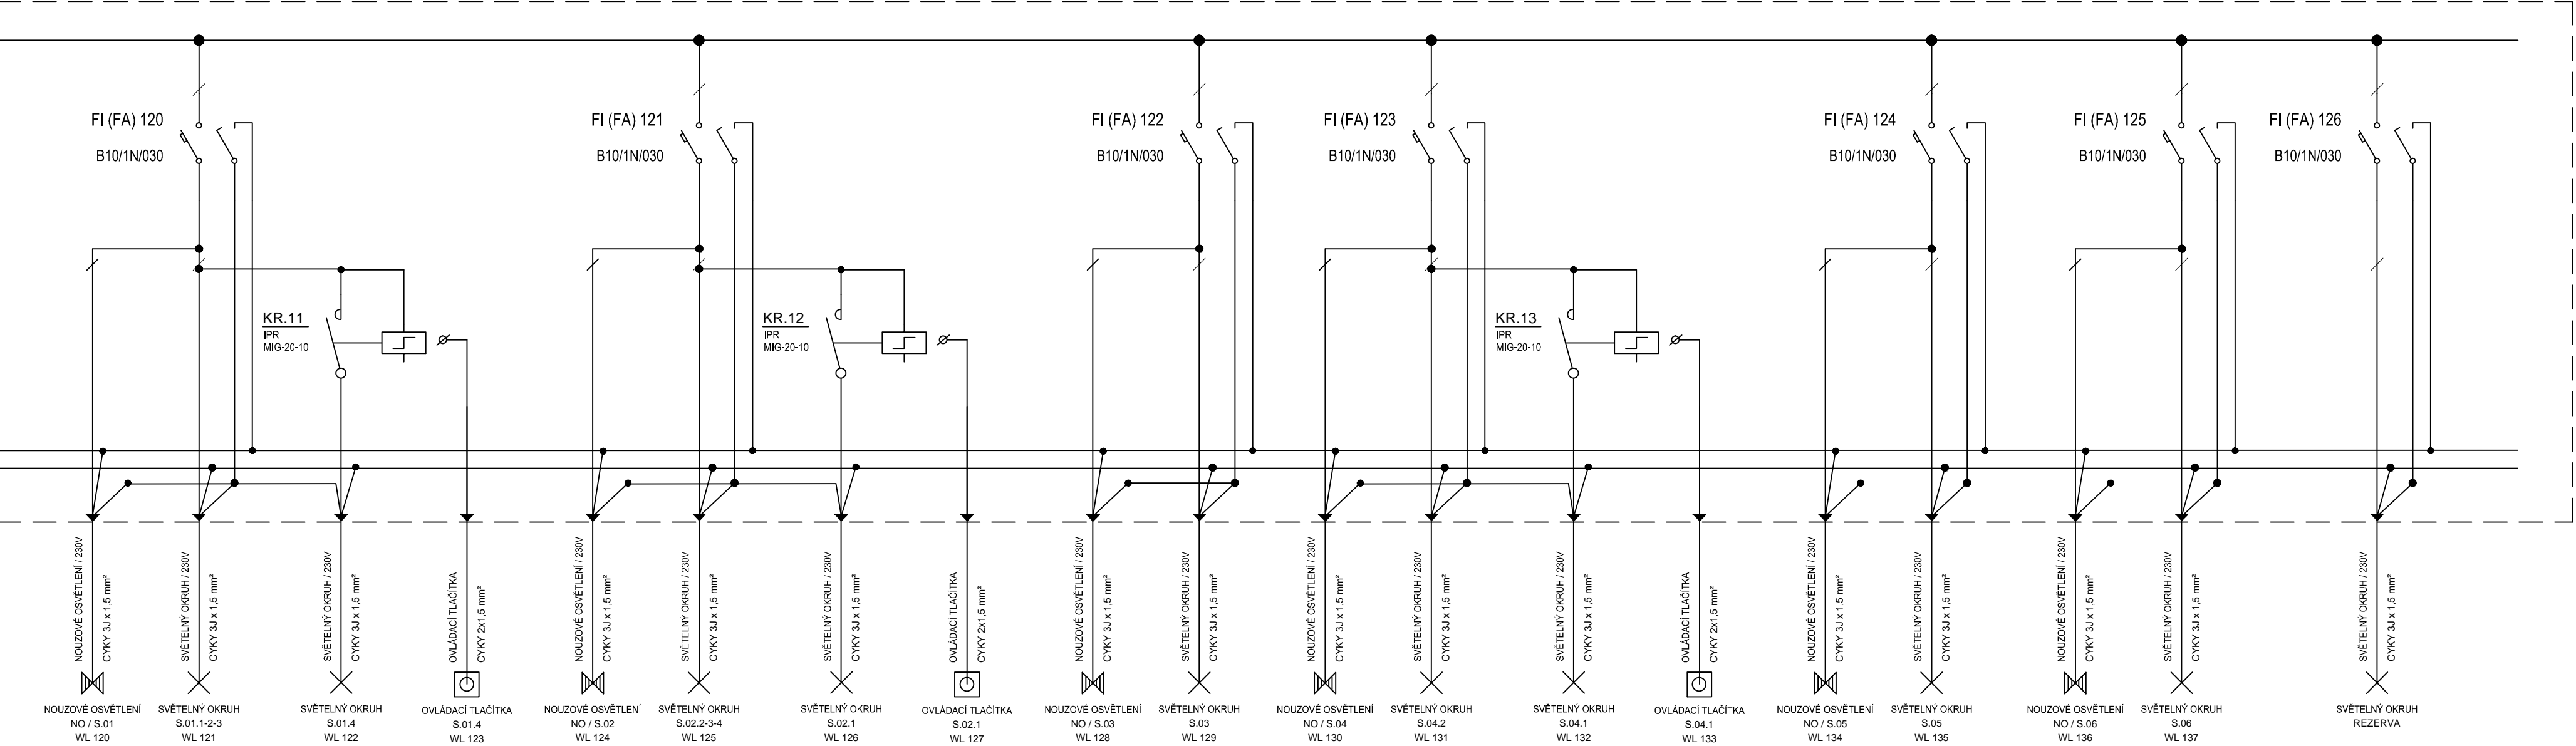 FI (FA) 120
B10/1N/030
FI (FA) 121
B10/1N/030
FI (FA) 122
B10/1N/030
FI (FA) 123
B10/1N/030
FI (FA) 124
B10/1N/030
FI (FA) 125
B10/1N/030
FI (FA) 126
B10/1N/030
KR.11
IPR
MIG-20-10
KR.12
IPR
MIG-20-10
KR.13
IPR
MIG-20-10
NOUZOVÉ OSVĚTLENÍ / 230V
CYKY 3J x 1,5 mm²
SVĚTELNÝ OKRUH / 230V
CYKY 3J x 1,5 mm²
SVĚTELNÝ OKRUH / 230V
CYKY 3J x 1,5 mm²
OVLÁDACÍ TLAČÍTKA
CYKY 2x1,5 mm²
NOUZOVÉ OSVĚTLENÍ / 230V
CYKY 3J x 1,5 mm²
SVĚTELNÝ OKRUH / 230V
CYKY 3J x 1,5 mm²
SVĚTELNÝ OKRUH / 230V
CYKY 3J x 1,5 mm²
OVLÁDACÍ TLAČÍTKA
CYKY 2x1,5 mm²
NOUZOVÉ OSVĚTLENÍ / 230V
CYKY 3J x 1,5 mm²
SVĚTELNÝ OKRUH / 230V
CYKY 3J x 1,5 mm²
NOUZOVÉ OSVĚTLENÍ / 230V
CYKY 3J x 1,5 mm²
SVĚTELNÝ OKRUH / 230V
CYKY 3J x 1,5 mm²
SVĚTELNÝ OKRUH / 230V
CYKY 3J x 1,5 mm²
OVLÁDACÍ TLAČÍTKA
CYKY 2x1,5 mm²
NOUZOVÉ OSVĚTLENÍ / 230V
CYKY 3J x 1,5 mm²
SVĚTELNÝ OKRUH / 230V
CYKY 3J x 1,5 mm²
NOUZOVÉ OSVĚTLENÍ / 230V
CYKY 3J x 1,5 mm²
SVĚTELNÝ OKRUH / 230V
CYKY 3J x 1,5 mm²
SVĚTELNÝ OKRUH / 230V
CYKY 3J x 1,5 mm²
NOUZOVÉ OSVĚTLENÍ
NO / S.01
WL 120
SVĚTELNÝ OKRUH
S.01.1-2-3
WL 121
SVĚTELNÝ OKRUH
S.01.4
WL 122
OVLÁDACÍ TLAČÍTKA
S.01.4
WL 123
NOUZOVÉ OSVĚTLENÍ
NO / S.02
WL 124
SVĚTELNÝ OKRUH
S.02.2-3-4
WL 125
SVĚTELNÝ OKRUH
S.02.1
WL 126
OVLÁDACÍ TLAČÍTKA
S.02.1
WL 127
NOUZOVÉ OSVĚTLENÍ
NO / S.03
WL 128
SVĚTELNÝ OKRUH
S.03
WL 129
NOUZOVÉ OSVĚTLENÍ
NO / S.04
WL 130
SVĚTELNÝ OKRUH
S.04.2
WL 131
SVĚTELNÝ OKRUH
S.04.1
WL 132
OVLÁDACÍ TLAČÍTKA
S.04.1
WL 133
NOUZOVÉ OSVĚTLENÍ
NO / S.05
WL 134
SVĚTELNÝ OKRUH
S.05
WL 135
NOUZOVÉ OSVĚTLENÍ
NO / S.06
WL 136
SVĚTELNÝ OKRUH
S.06
WL 137
SVĚTELNÝ OKRUH
REZERVA